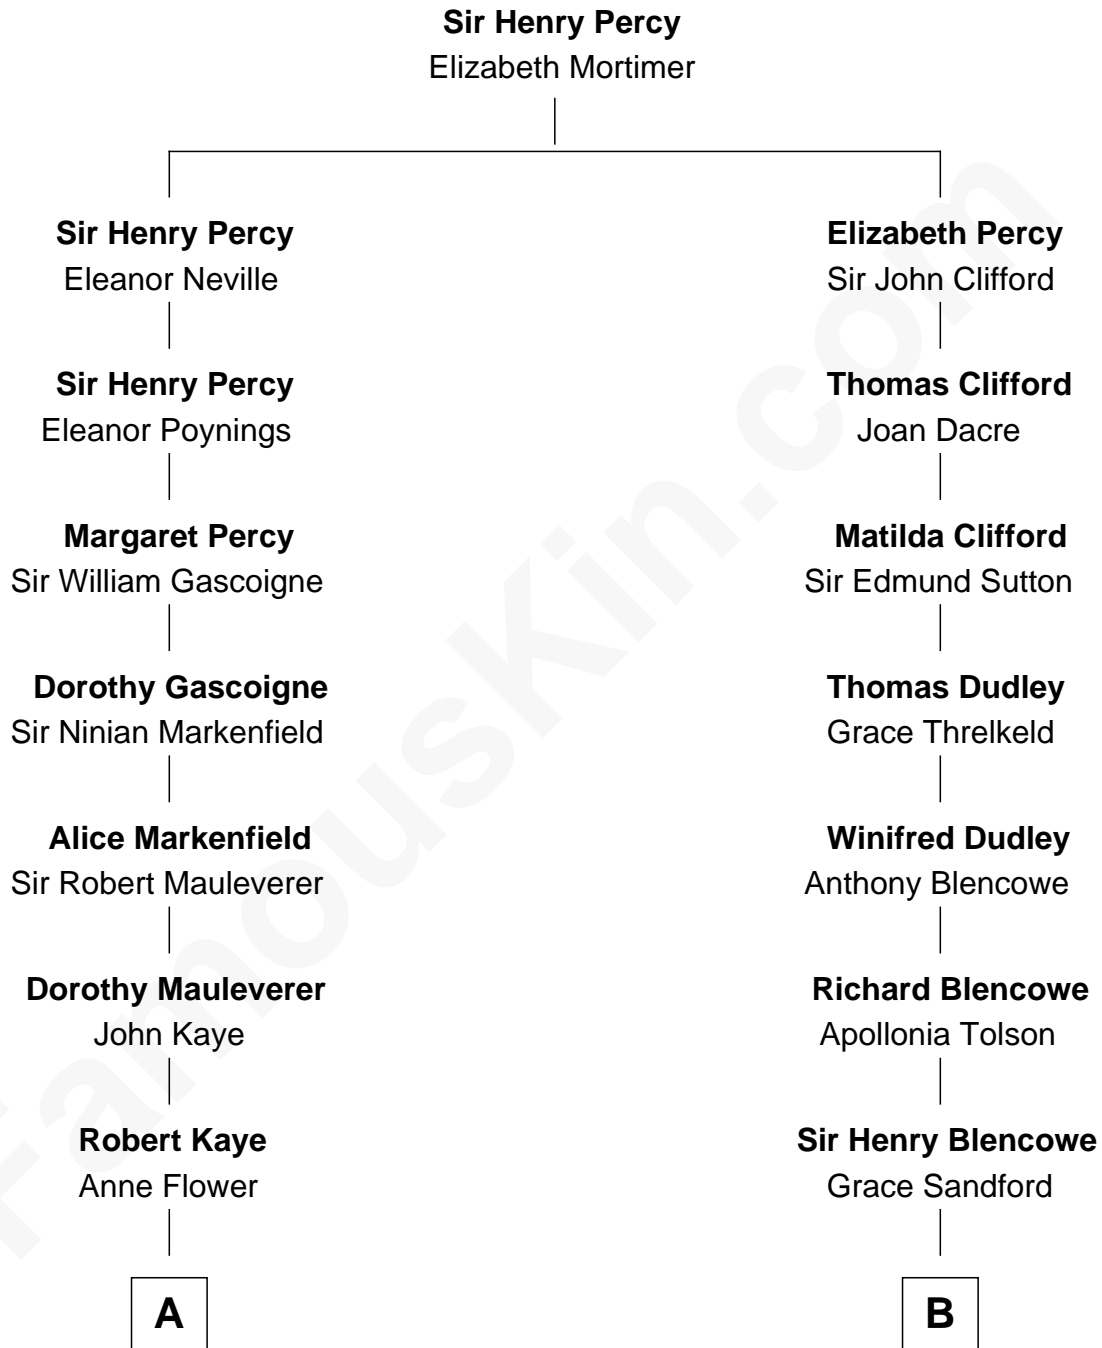 Sir Henry Percy
Elizabeth Mortimer
Sir Henry Percy
Eleanor Neville
Sir Henry Percy
Eleanor Poynings
Margaret Percy
Sir William Gascoigne
Dorothy Gascoigne
Sir Ninian Markenfield
Alice Markenfield
Sir Robert Mauleverer
Dorothy Mauleverer
John Kaye
Robert Kaye
Anne Flower
A
Elizabeth Percy
Sir John Clifford
Thomas Clifford
Joan Dacre
Matilda Clifford
Sir Edmund Sutton
Thomas Dudley
Grace Threlkeld
Winifred Dudley
Anthony Blencowe
Richard Blencowe
Apollonia Tolson
Sir Henry Blencowe
Grace Sandford
B
FamousKin.com